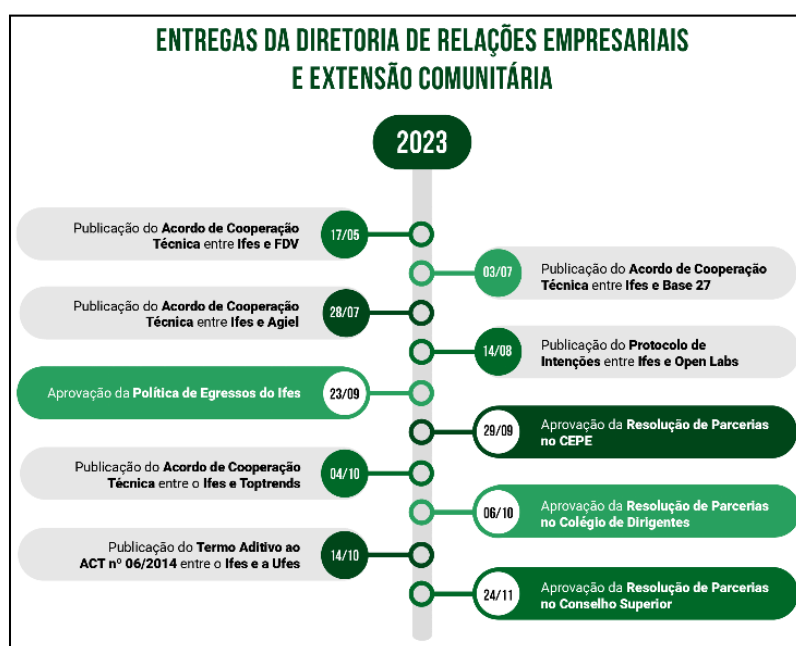 ENTREGAS DA DIRETORIA DE RELAÇÕES EMPRESARIAIS
E EXTENSÃO COMUNITÁRIA
2023
Publicação do Acordo de Cooperação
Técnica entre Ifes e FDV
17/05
03/07
Publicação do Acordo de Cooperação
Técnica entre Ifes e Base 27
Publicação do Acordo de Cooperação
Técnica entre Ifes e Agiel
28/07
14/08
Publicação do Protocolo de
Intenções entre Ifes e Open Labs
Aprovação da Política de Egressos do Ifes
23/09
29/09
Aprovação da Resolução de Parcerias
no CEPE
Publicação do Acordo de Cooperação
Técnica entre o Ifes e Toptrends
04/10
06/10
Aprovação da Resolução de Parcerias
no Colégio de Dirigentes
Publicação do Termo Aditivo ao
ACT nº 06/2014 entre o Ifes e a Ufes
14/10
24/11
Aprovação da Resolução de Parcerias
no Conselho Superior